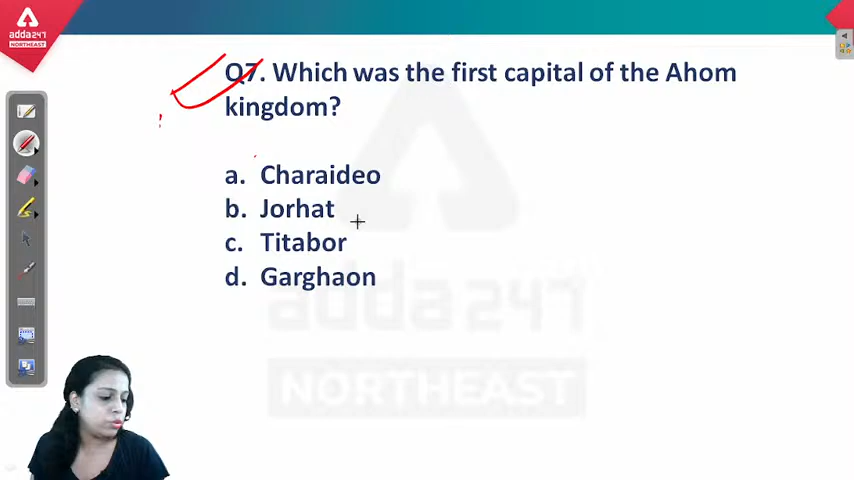 adda247
NORTHEAST
Q7. Which was the first capital of the Ahom
kingdom?
a. Charaideo
b. Jorhat
c. Titabor
d. Garghaon
adda247
NORTHEAST